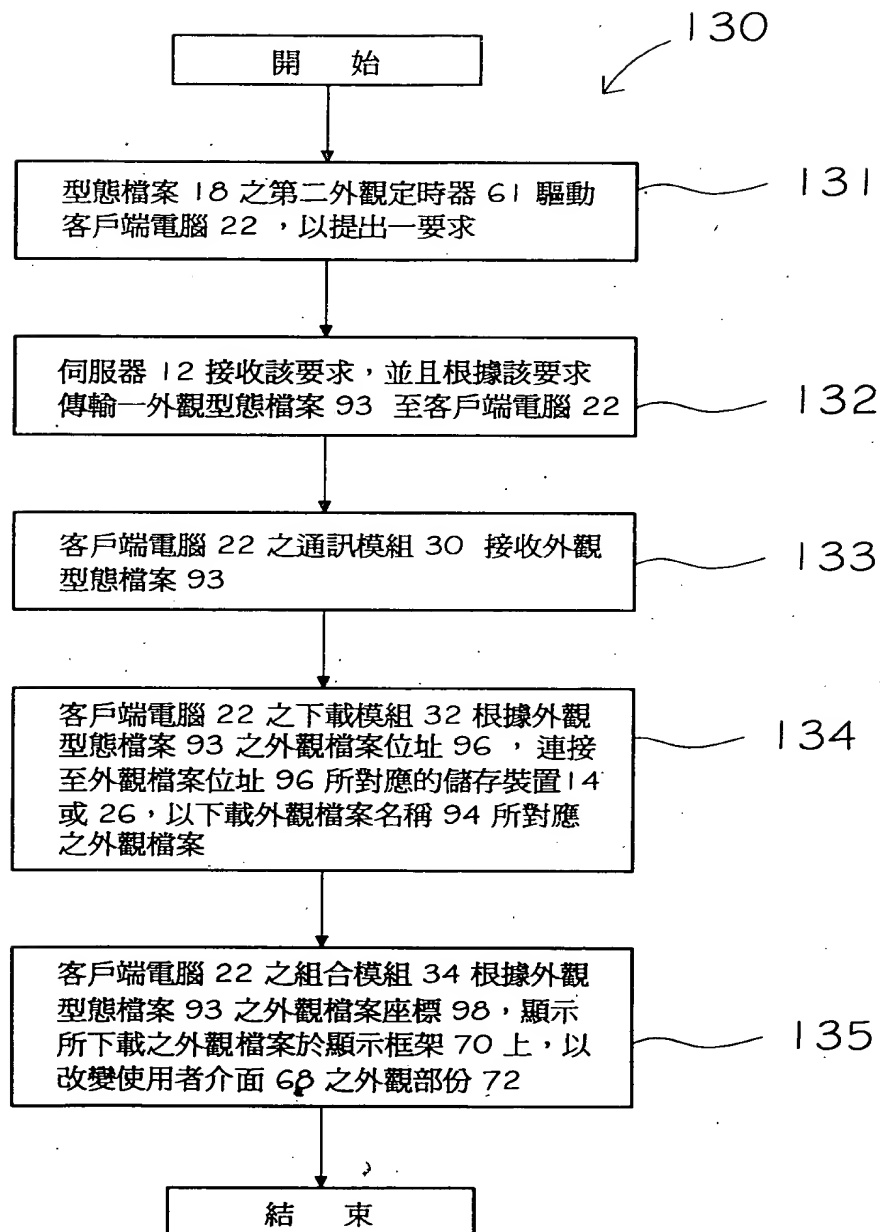 130
開 始
型態檔案 18 之第二外觀定時器 61 驅動
客戶端電腦 22 ，以提出一要求
131
伺服器 12 接收該要求，並且根據該要求
傳輸一外觀型態檔案 93 至客戶端電腦 22
132
客戶端電腦 22 之通訊模組 30 接收外觀
型態檔案 93
133
客戶端電腦 22 之下載模組 32 根據外觀
型態檔案 93 之外觀檔案位址 96 ，連接
至外觀檔案位址 96 所對應的儲存裝置14
或 26，以下載外觀檔案名稱 94 所對應
之外觀檔案
134
客戶端電腦 22 之組合模組 34 根據外觀
型態檔案 93 之外觀檔案座標 98，顯示
所下載之外觀檔案於顯示框架 70 上，以
改變使用者介面 68 之外觀部份 72
135
結 束